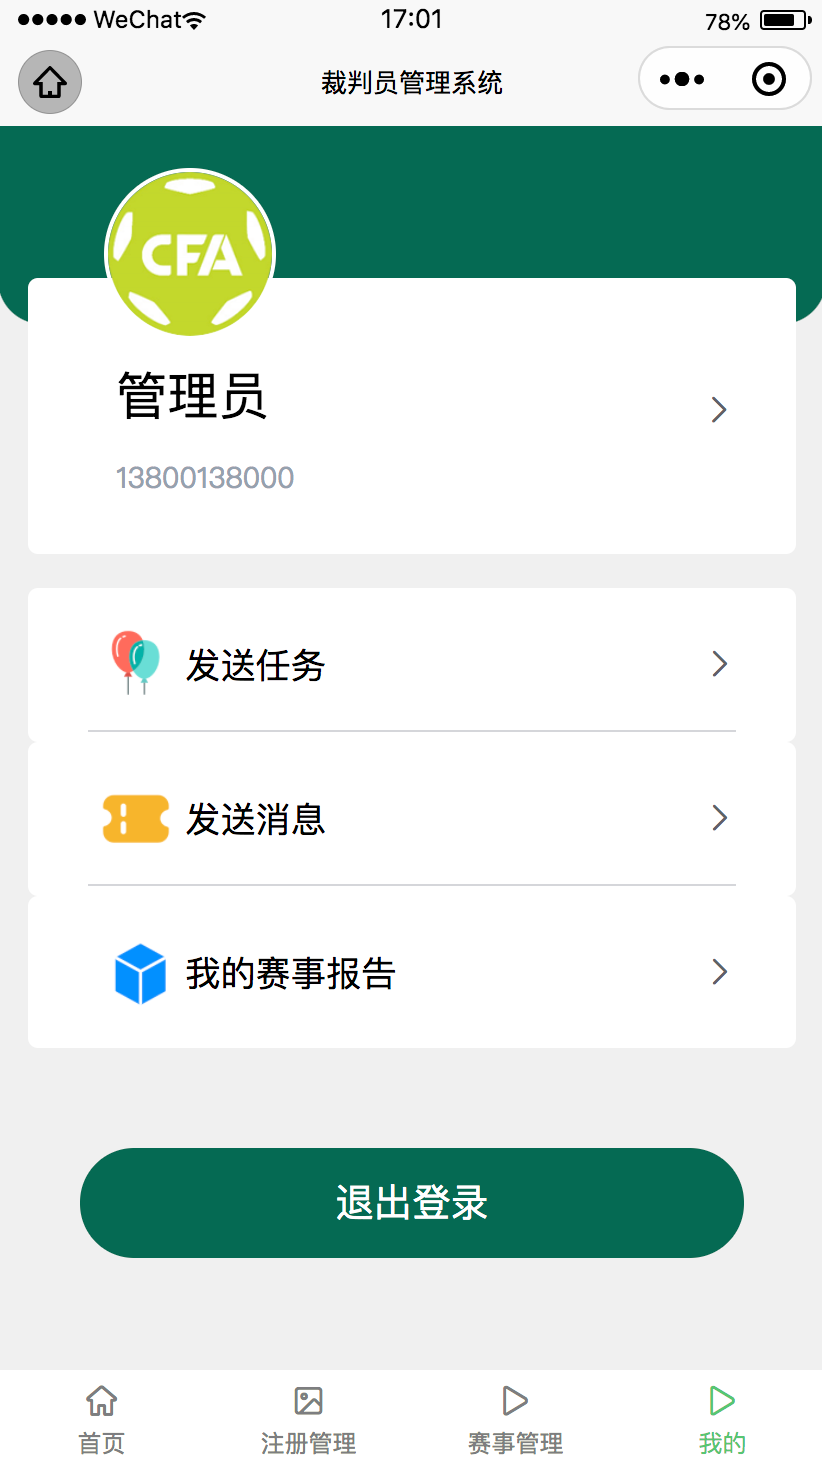 WeChat 17:01 78%
裁判员管理系统
CFA
管理员
13800138000
发送任务
发送消息
我的赛事报告
退出登录
首页 注册管理 赛事管理 我的